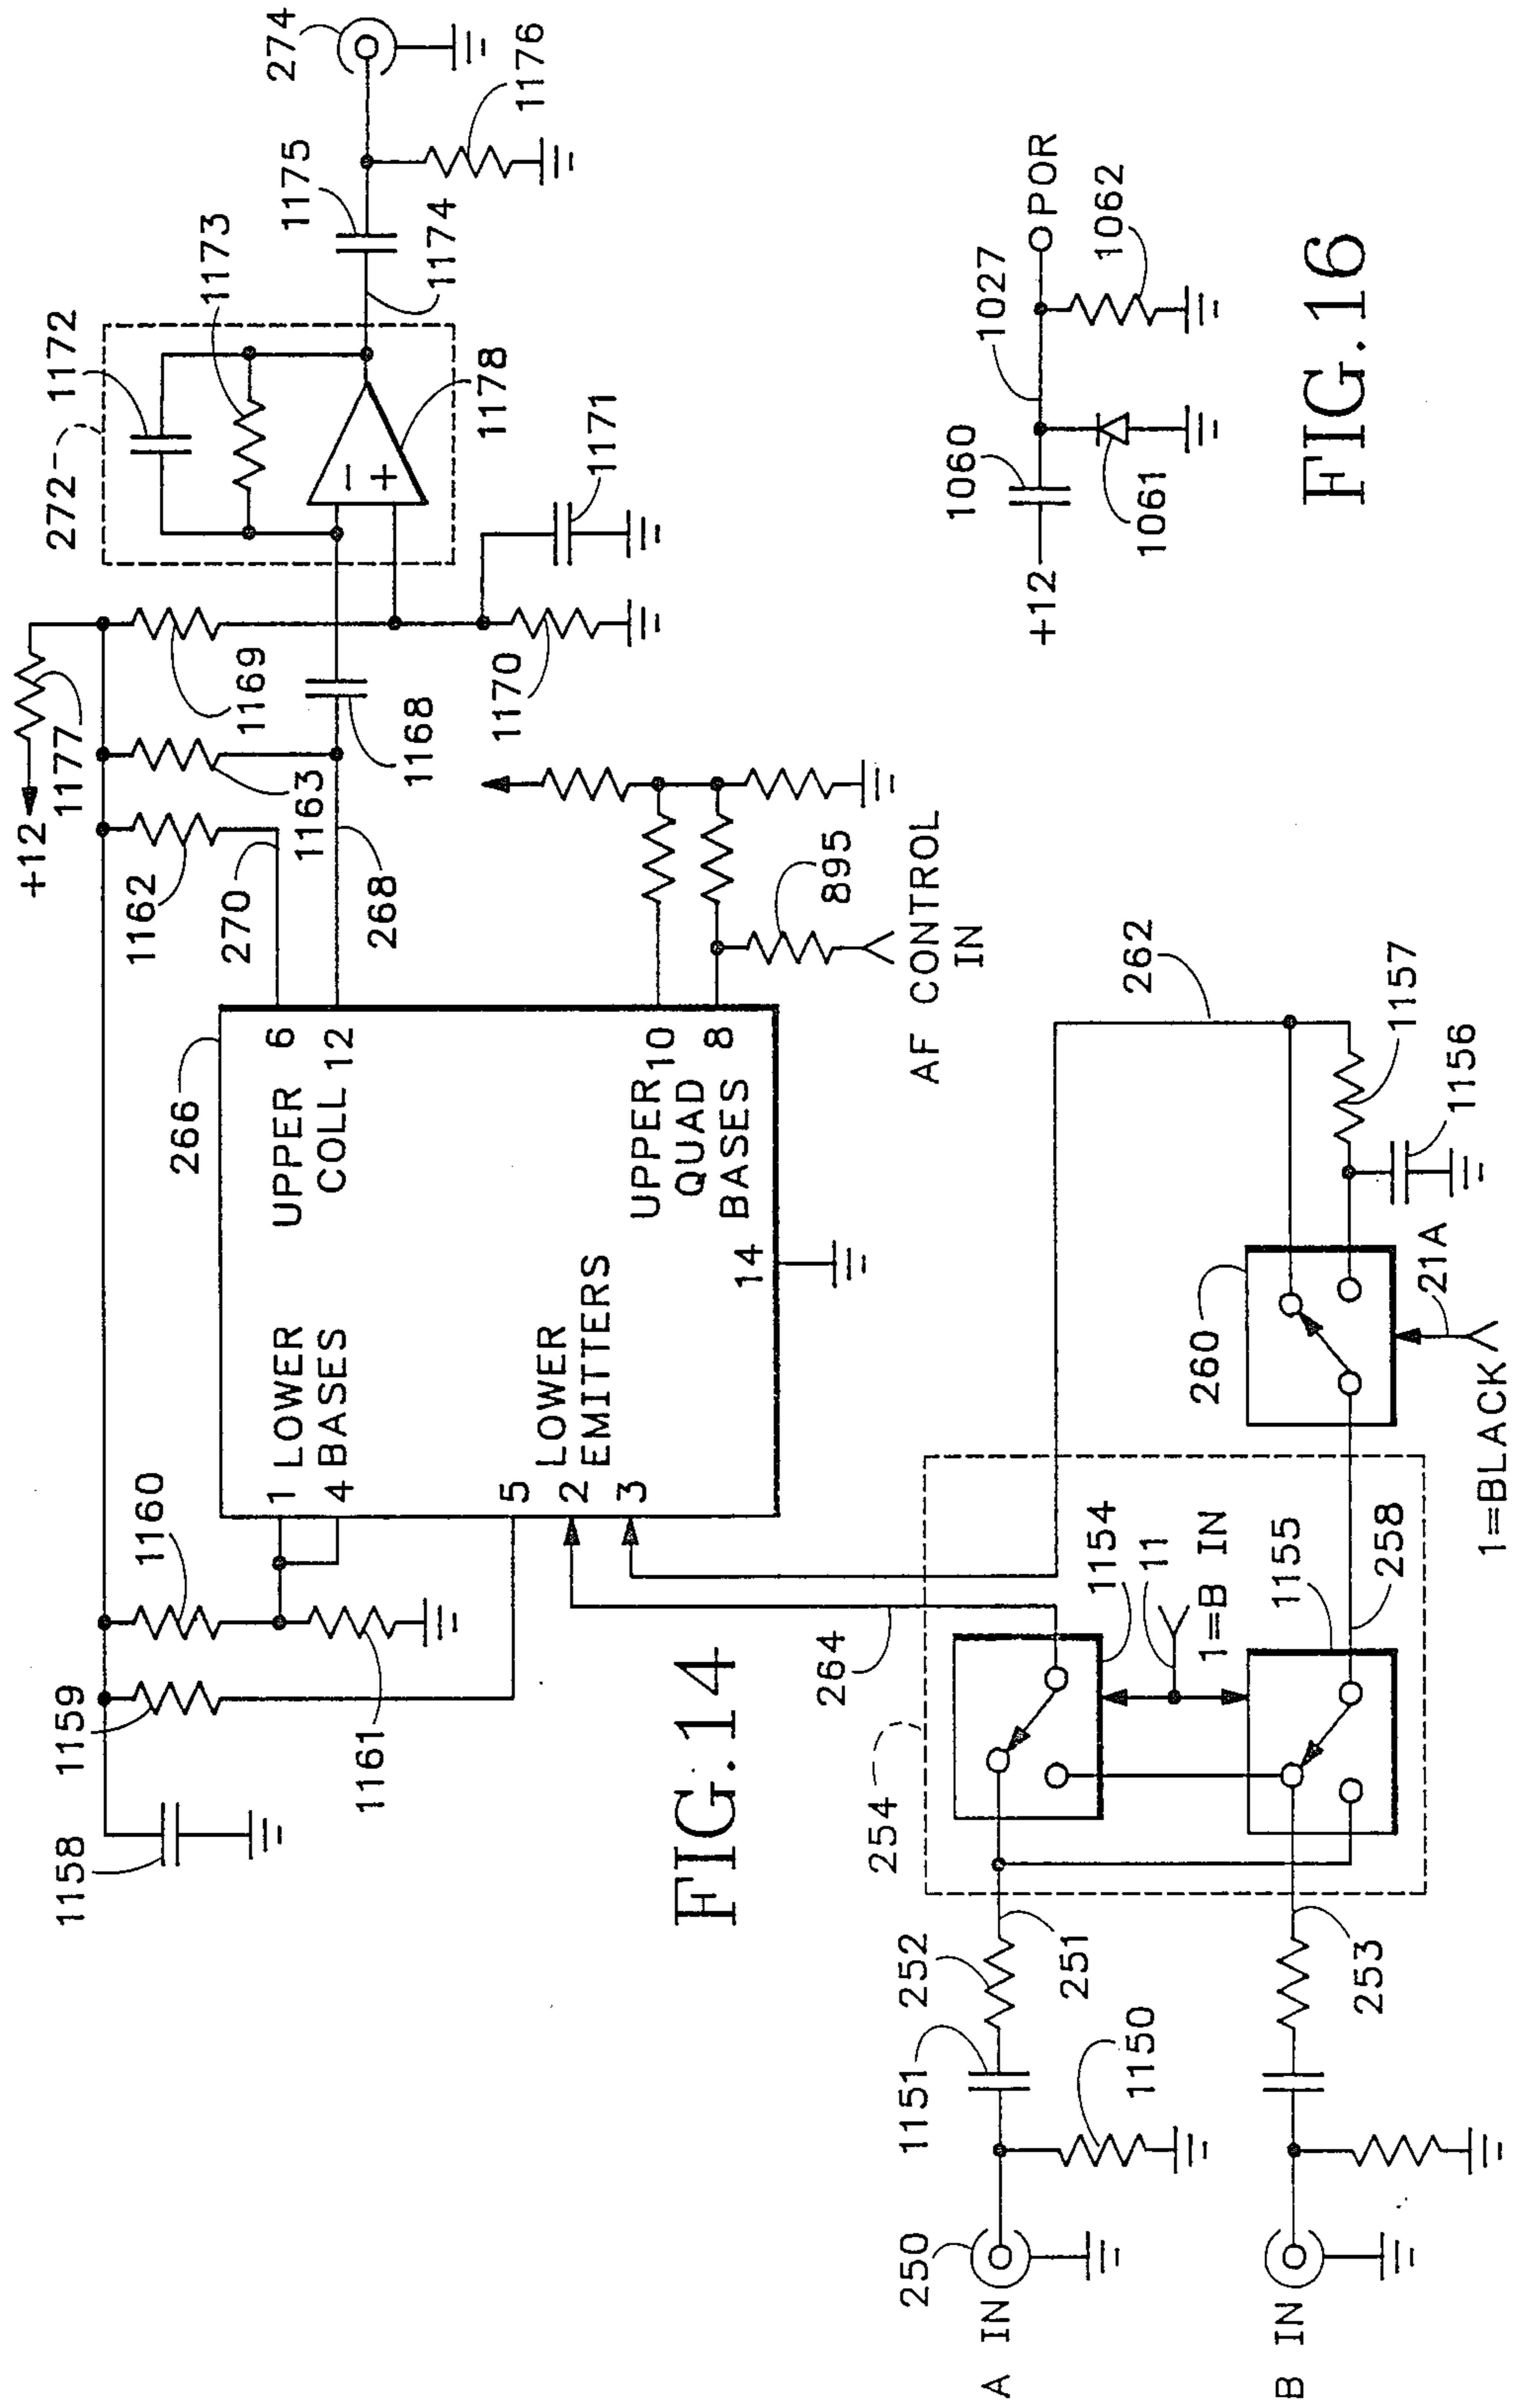 +12
1177
1158
1159
1160
1161
1162
270
1163
268
1169
1168
1170
1171
272
1172
1173
1178
1174
1175
274
1176
266
1 LOWER
4 BASES
5
2 LOWER
EMITTERS
3
UPPER 6
COLL 12
UPPER 10
QUAD
BASES 8
14
895
AF CONTROL
IN
FIG. 14
A IN
250
1151
1150
252
251
254
264
1154
11
1=B IN
1155
258
B IN
253
260
21A
1=BLACK
262
1157
1156
+12
1060
1061
1027
POR
1062
FIG. 16